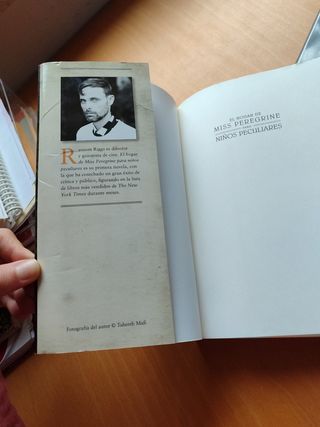 Ransom Riggs es director
y guionista de cine. El hogar
de Miss Peregrine para niños
peculiares es su primera novela, con
la que ha cosechado un gran éxito de
crítica y público, figurando en la lista
de libros más vendidos de The New
York Times durante meses.
Fotografía del autor © Tahereh Mafi
EL HOGAR DE
MISS PEREGRINE
PARA
NIÑOS PECULIARES